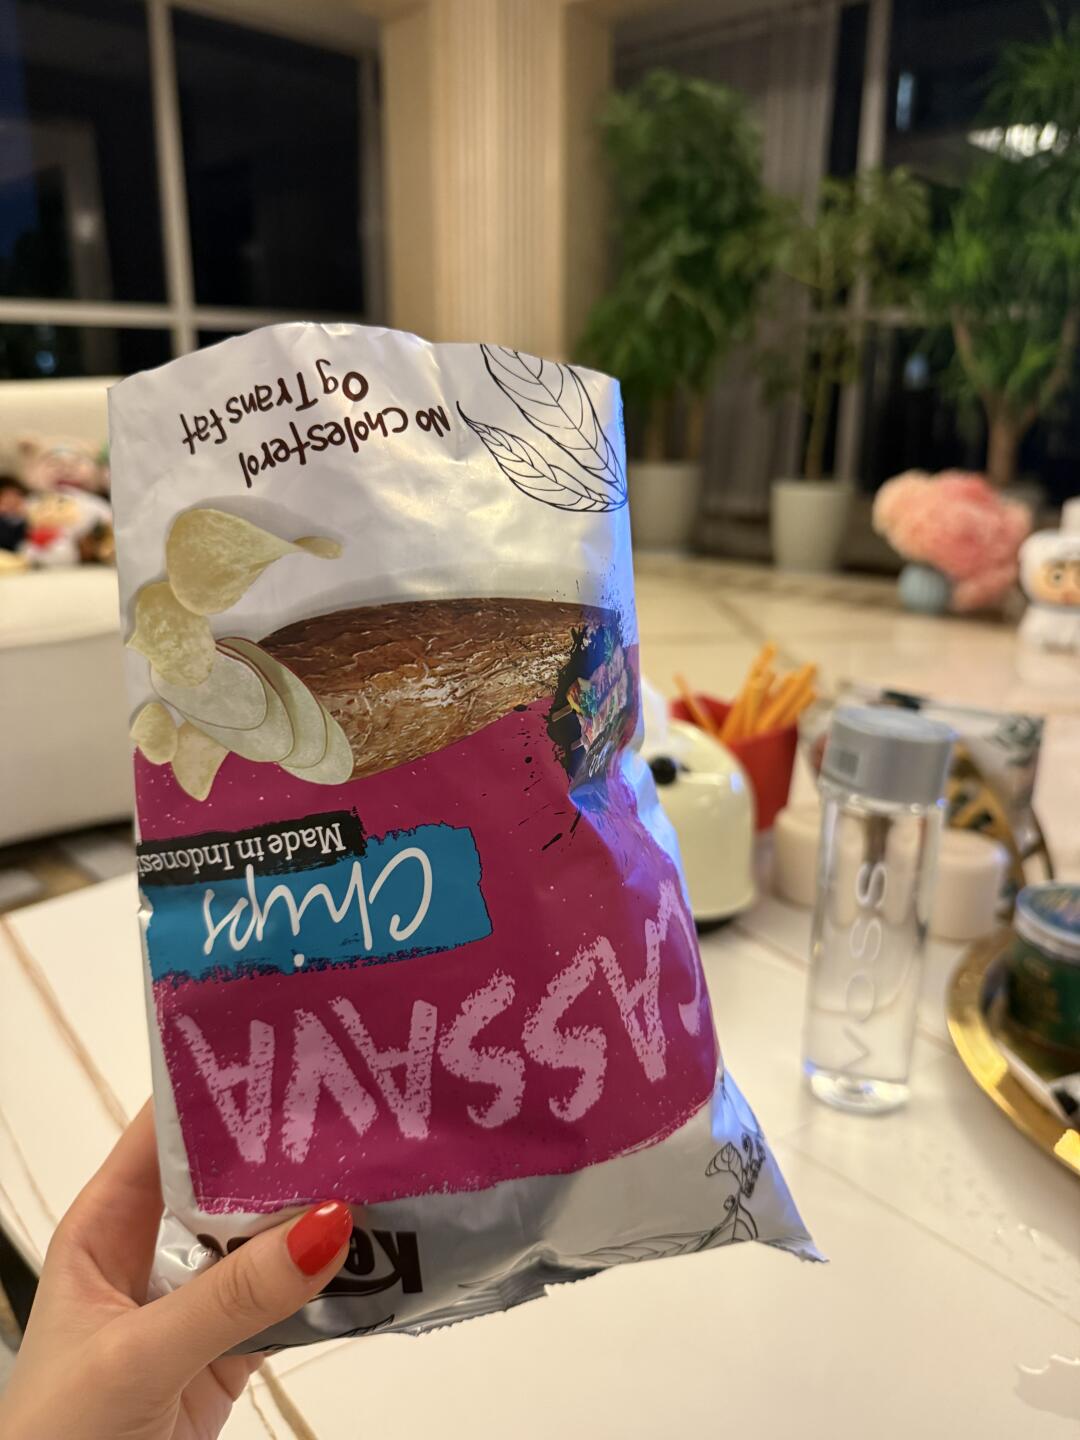 CASSAVA
Chips
Made in Indonesi
No cholesterol
0g Trans fat
VOSS